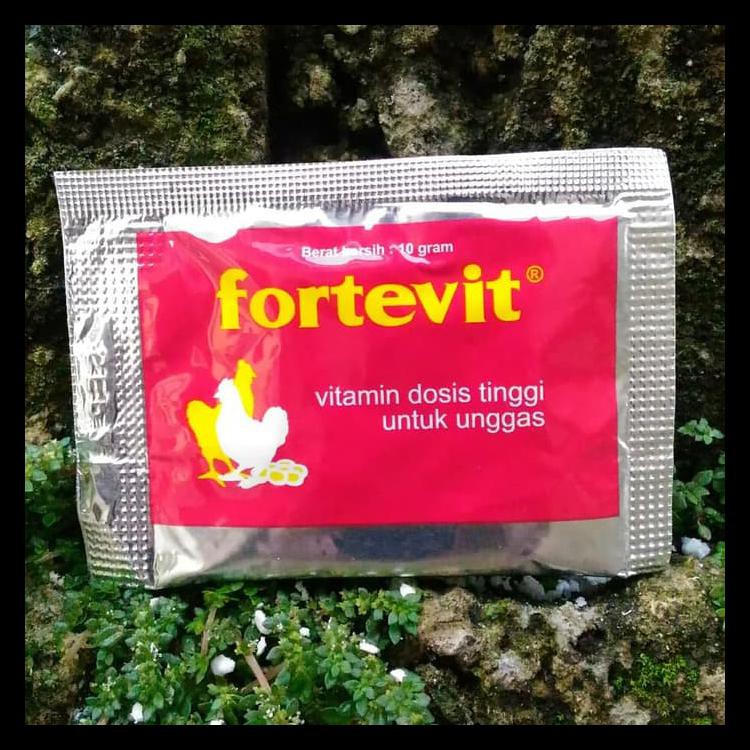 Berat bersih : 10 gram
fortevit®
vitamin dosis tinggi
untuk unggas